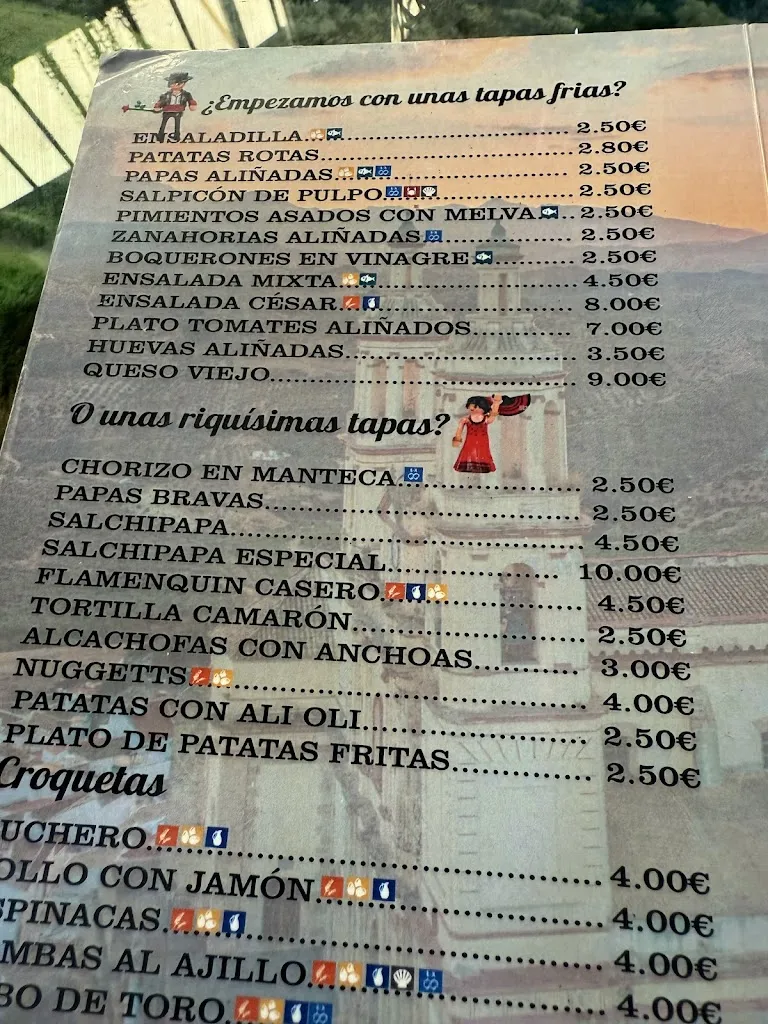 ¿Empezamos con unas tapas frias?
ENSALADILLA 2.50€
PATATAS ROTAS 2.80€
PAPAS ALIÑADAS 2.50€
SALPICÓN DE PULPO 2.50€
PIMIENTOS ASADOS CON MELVA 2.50€
ZANAHORIAS ALIÑADAS 2.50€
BOQUERONES EN VINAGRE 2.50€
ENSALADA MIXTA 4.50€
ENSALADA CÉSAR 8.00€
PLATO TOMATES ALIÑADOS 7.00€
HUEVAS ALIÑADAS 3.50€
QUESO VIEJO 9.00€
O unas riquísimas tapas?
CHORIZO EN MANTECA 2.50€
PAPAS BRAVAS 2.50€
SALCHIPAPA 4.50€
SALCHIPAPA ESPECIAL 10.00€
FLAMENQUIN CASERO 4.50€
TORTILLA CAMARÓN 2.50€
ALCACHOFAS CON ANCHOAS 3.00€
NUGGETTS 4.00€
PATATAS CON ALI OLI 2.50€
PLATO DE PATATAS FRITAS 2.50€
Croquetas
UCHERO 4.00€
OLLO CON JAMÓN 4.00€
SPINACAS 4.00€
MBAS AL AJILLO 4.00€
BO DE TORO